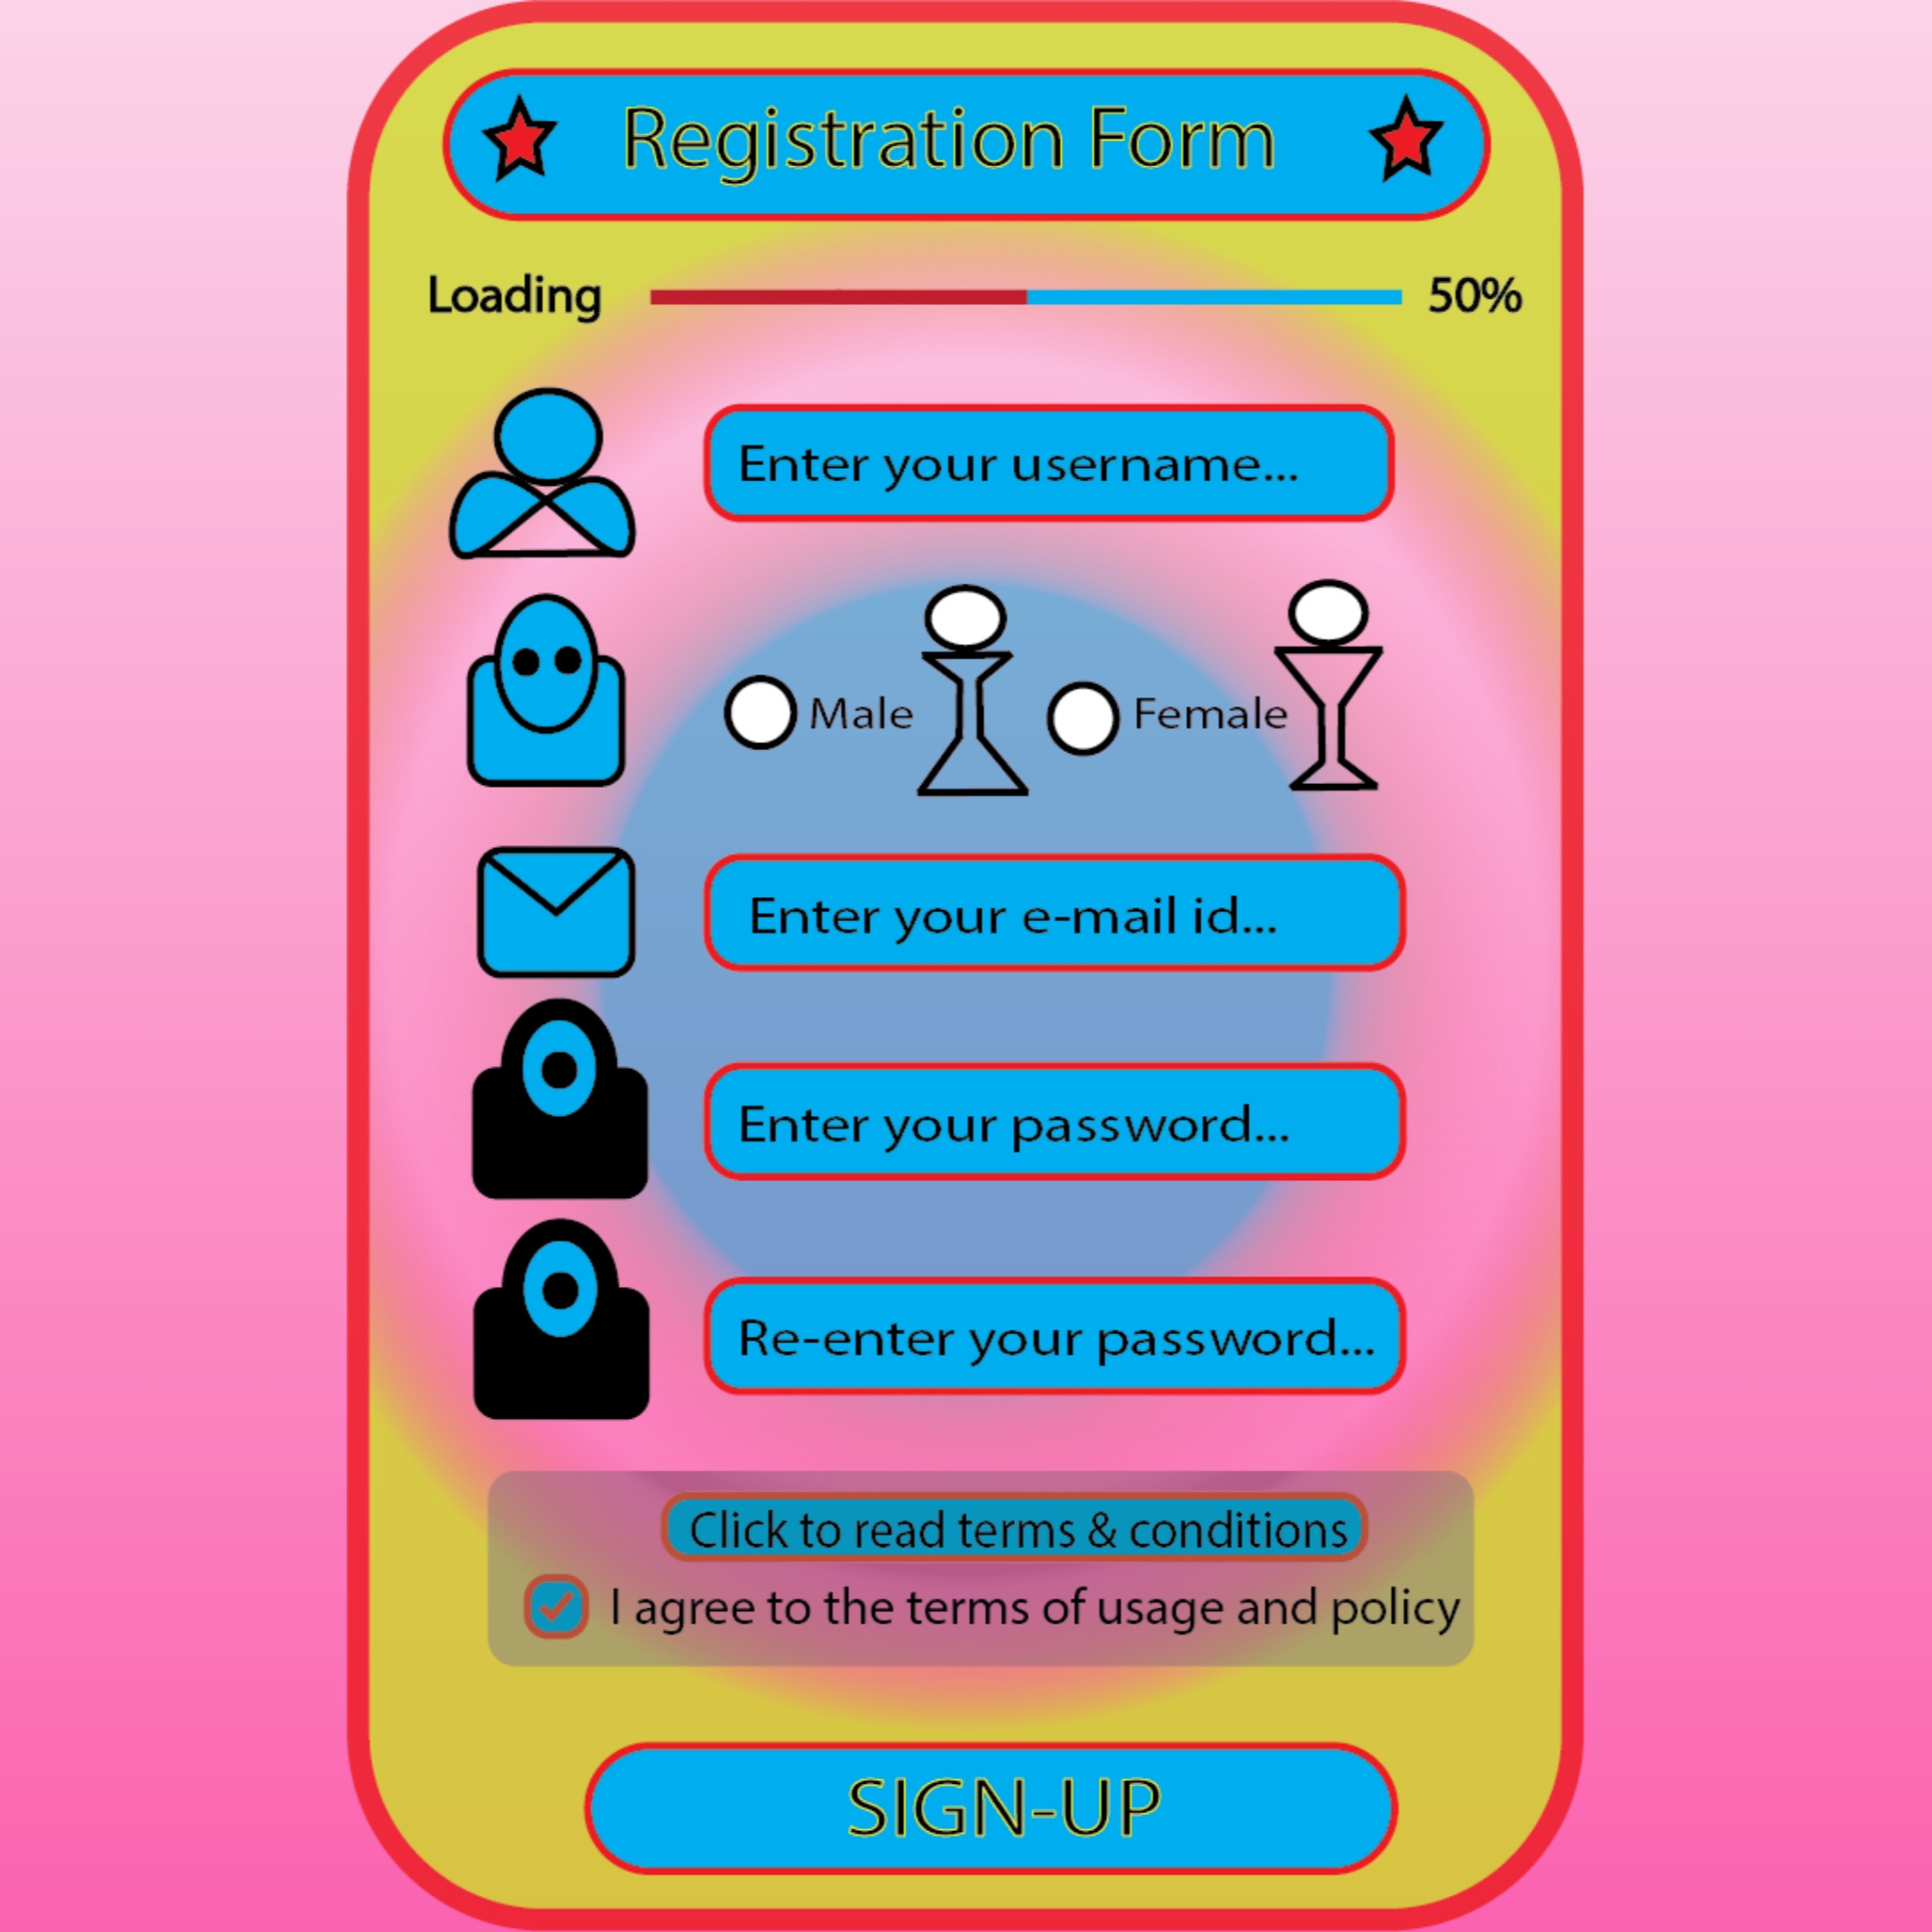 Registration Form
Loading 50%
Enter your username...
Male Female
Enter your e-mail id...
Enter your password...
Re-enter your password...
Click to read terms & conditions
I agree to the terms of usage and policy
SIGN-UP